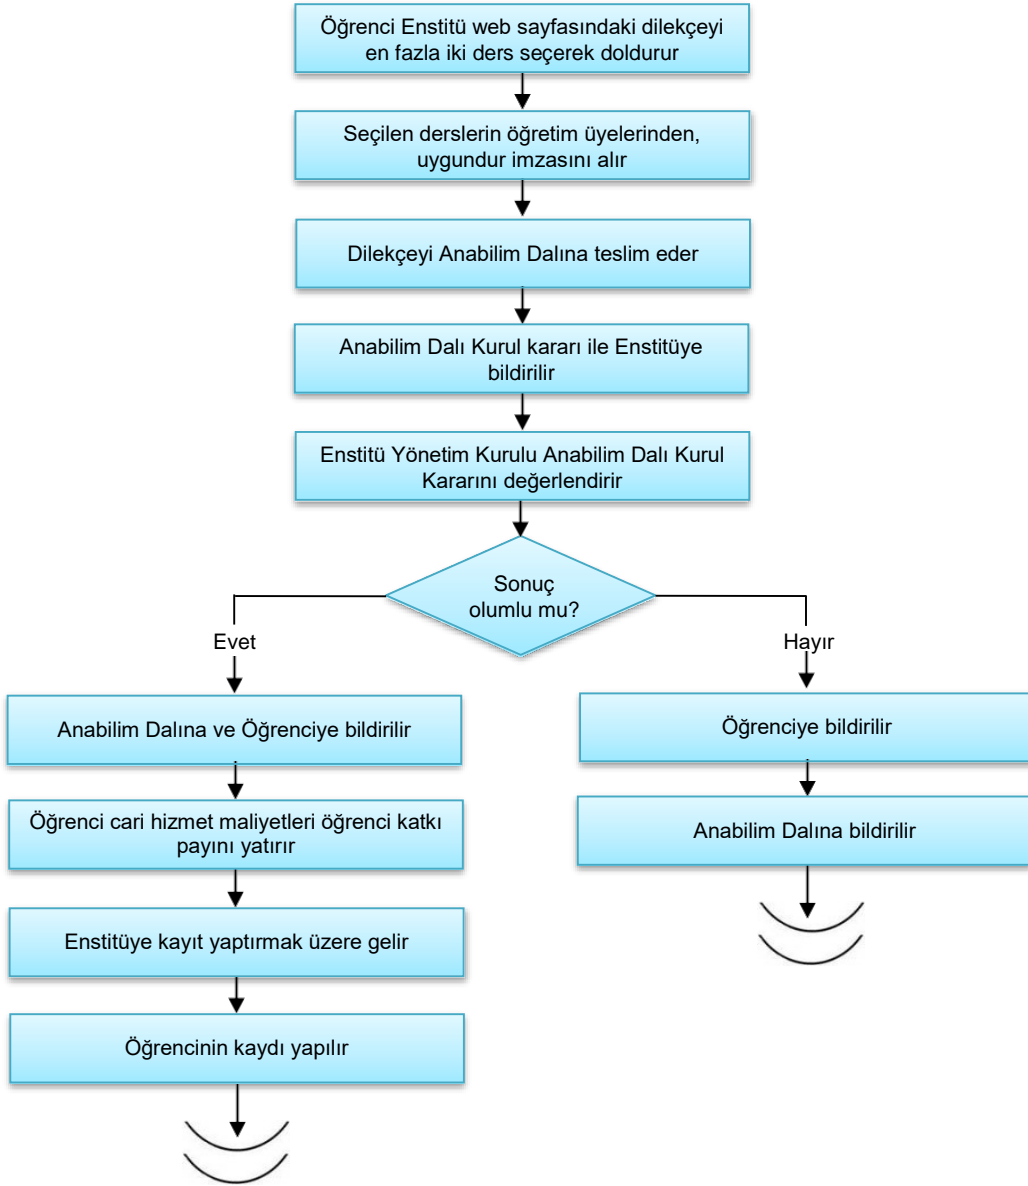 Öğrenci Enstitü web sayfasındaki dilekçeyi
en fazla iki ders seçerek doldurur
Seçilen derslerin öğretim üyelerinden,
uygundur imzasını alır
Dilekçeyi Anabilim Dalına teslim eder
Anabilim Dalı Kurul kararı ile Enstitüye
bildirilir
Enstitü Yönetim Kurulu Anabilim Dalı Kurul
Kararını değerlendirir
Sonuç
olumlu mu?
Evet
Hayır
Anabilim Dalına ve Öğrenciye bildirilir
Öğrenciye bildirilir
Öğrenci cari hizmet maliyetleri öğrenci katkı
payını yatırır
Anabilim Dalına bildirilir
Enstitüye kayıt yaptırmak üzere gelir
Öğrencinin kaydı yapılır